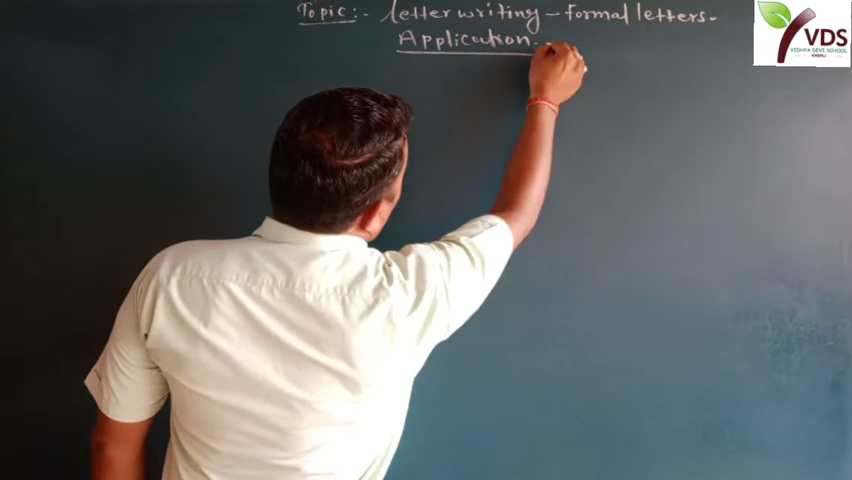 Topic:- letter writing - formal letters-
Application-
VDS
VIDHYA DEVI SCHOOL